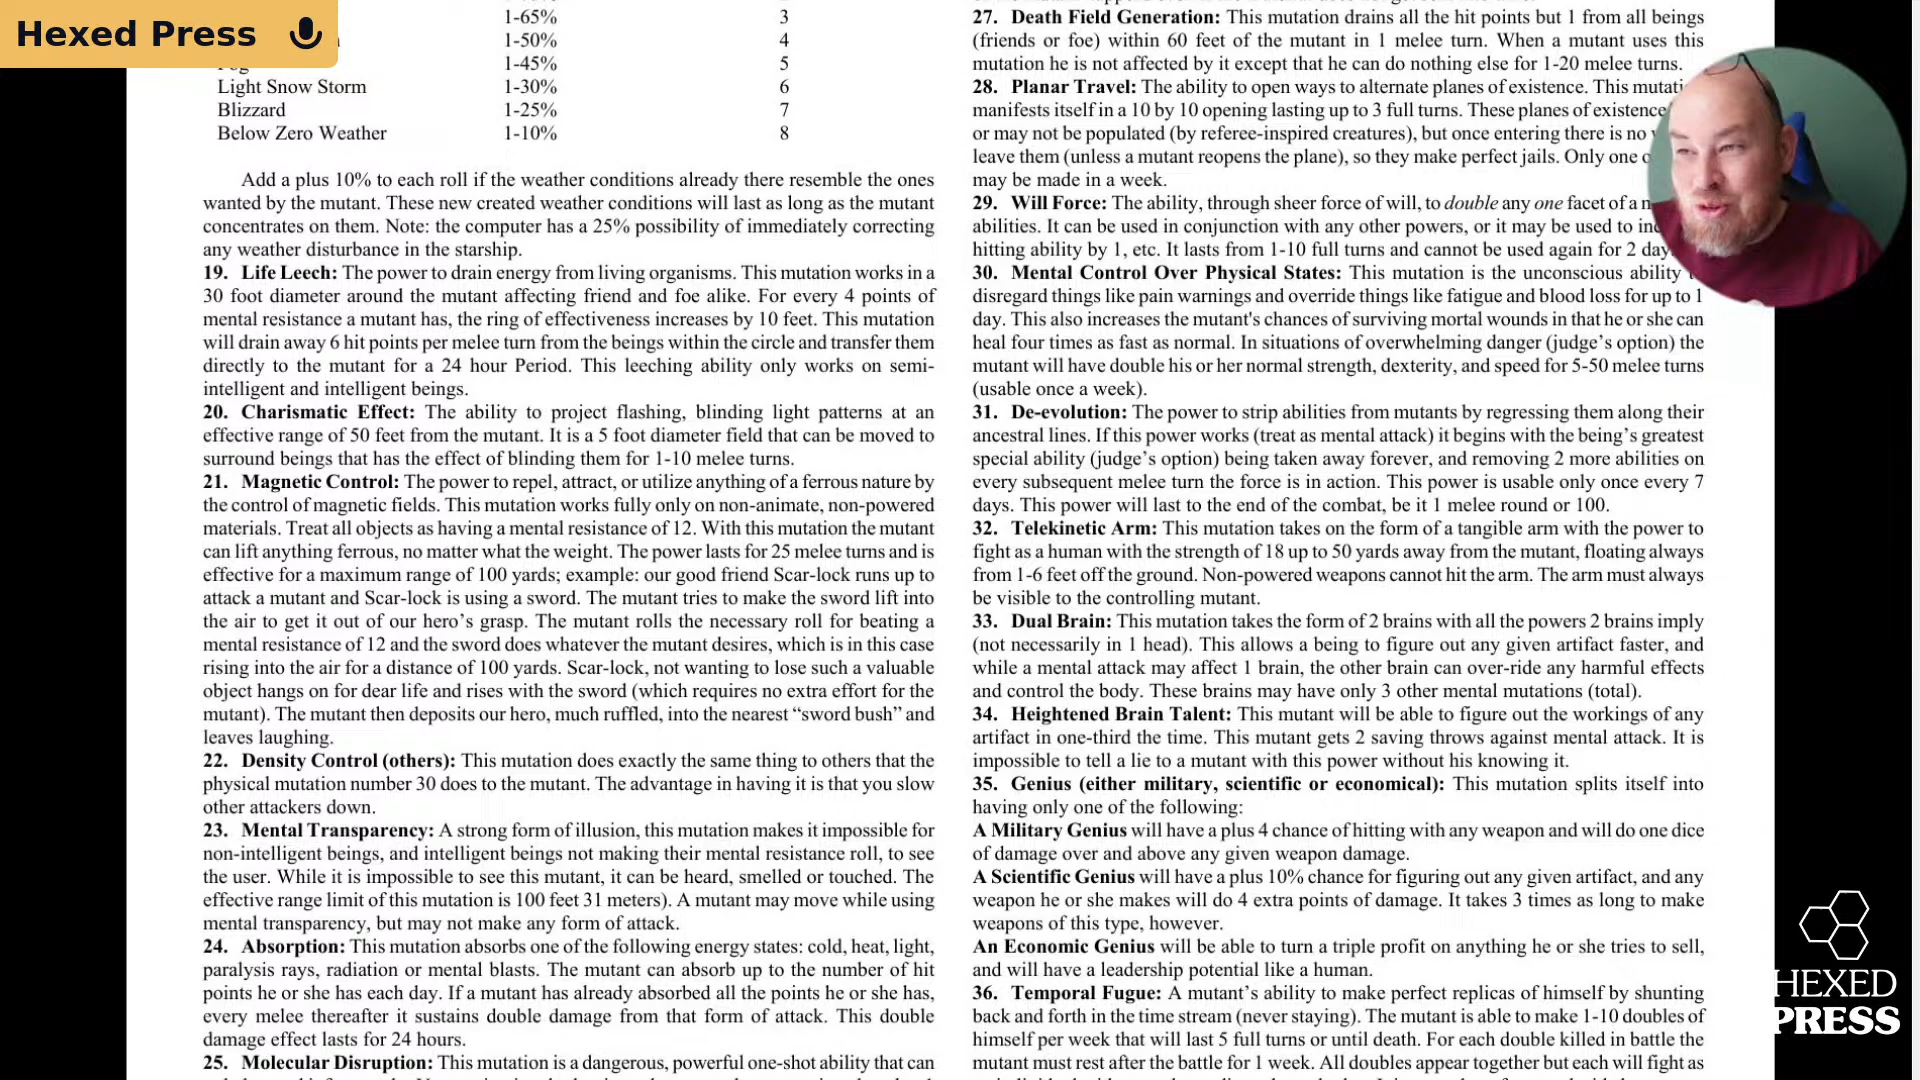 Hexed Press
1-65% 3
1-50% 4
1-45% 5
Light Snow Storm 1-30% 6
Blizzard 1-25% 7
Below Zero Weather 1-10% 8
Add a plus 10% to each roll if the weather conditions already there resemble the ones
wanted by the mutant. These new created weather conditions will last as long as the mutant
concentrates on them. Note: the computer has a 25% possibility of immediately correcting
any weather disturbance in the starship.
19. Life Leech: The power to drain energy from living organisms. This mutation works in a
30 foot diameter around the mutant affecting friend and foe alike. For every 4 points of
mental resistance a mutant has, the ring of effectiveness increases by 10 feet. This mutation
will drain away 6 hit points per melee turn from the beings within the circle and transfer them
directly to the mutant for a 24 hour Period. This leeching ability only works on semi-
intelligent and intelligent beings.
20. Charismatic Effect: The ability to project flashing, blinding light patterns at an
effective range of 50 feet from the mutant. It is a 5 foot diameter field that can be moved to
surround beings that has the effect of blinding them for 1-10 melee turns.
21. Magnetic Control: The power to repel, attract, or utilize anything of a ferrous nature by
the control of magnetic fields. This mutation works fully only on non-animate, non-powered
materials. Treat all objects as having a mental resistance of 12. With this mutation the mutant
can lift anything ferrous, no matter what the weight. The power lasts for 25 melee turns and is
effective for a maximum range of 100 yards; example: our good friend Scar-lock runs up to
attack a mutant and Scar-lock is using a sword. The mutant tries to make the sword lift into
the air to get it out of our hero’s grasp. The mutant rolls the necessary roll for beating a
mental resistance of 12 and the sword does whatever the mutant desires, which is in this case
rising into the air for a distance of 100 yards. Scar-lock, not wanting to lose such a valuable
object hangs on for dear life and rises with the sword (which requires no extra effort for the
mutant). The mutant then deposits our hero, much ruffled, into the nearest “sword bush” and
leaves laughing.
22. Density Control (others): This mutation does exactly the same thing to others that the
physical mutation number 30 does to the mutant. The advantage in having it is that you slow
other attackers down.
23. Mental Transparency: A strong form of illusion, this mutation makes it impossible for
non-intelligent beings, and intelligent beings not making their mental resistance roll, to see
the user. While it is impossible to see this mutant, it can be heard, smelled or touched. The
effective range limit of this mutation is 100 feet 31 meters). A mutant may move while using
mental transparency, but may not make any form of attack.
24. Absorption: This mutation absorbs one of the following energy states: cold, heat, light,
paralysis rays, radiation or mental blasts. The mutant can absorb up to the number of hit
points he or she has each day. If a mutant has already absorbed all the points he or she has,
every melee thereafter it sustains double damage from that form of attack. This double
damage effect lasts for 24 hours.
25. Molecular Disruption: This mutation is a dangerous, powerful one-shot ability that can
27. Death Field Generation: This mutation drains all the hit points but 1 from all beings
(friends or foe) within 60 feet of the mutant in 1 melee turn. When a mutant uses this
mutation he is not affected by it except that he can do nothing else for 1-20 melee turns.
28. Planar Travel: The ability to open ways to alternate planes of existence. This
manifests itself in a 10 by 10 opening lasting up to 3 full turns. These planes of existence
or may not be populated (by referee-inspired creatures), but once entering there is no
leave them (unless a mutant reopens the plane), so they make perfect jails. Only one
may be made in a week.
29. Will Force: The ability, through sheer force of will, to double any one facet of a
abilities. It can be used in conjunction with any other powers, or it may be used to
hitting ability by 1, etc. It lasts from 1-10 full turns and cannot be used again for 2
30. Mental Control Over Physical States: This mutation is the unconscious ability
disregard things like pain warnings and override things like fatigue and blood loss for up to 1
day. This also increases the mutant's chances of surviving mortal wounds in that he or she can
heal four times as fast as normal. In situations of overwhelming danger (judge’s option) the
mutant will have double his or her normal strength, dexterity, and speed for 5-50 melee turns
(usable once a week).
31. De-evolution: The power to strip abilities from mutants by regressing them along their
ancestral lines. If this power works (treat as mental attack) it begins with the being’s greatest
special ability (judge’s option) being taken away forever, and removing 2 more abilities on
every subsequent melee turn the force is in action. This power is usable only once every 7
days. This power will last to the end of the combat, be it 1 melee round or 100.
32. Telekinetic Arm: This mutation takes on the form of a tangible arm with the power to
fight as a human with the strength of 18 up to 50 yards away from the mutant, floating always
from 1-6 feet off the ground. Non-powered weapons cannot hit the arm. The arm must always
be visible to the controlling mutant.
33. Dual Brain: This mutation takes the form of 2 brains with all the powers 2 brains imply
(not necessarily in 1 head). This allows a being to figure out any given artifact faster, and
while a mental attack may affect 1 brain, the other brain can over-ride any harmful effects
and control the body. These brains may have only 3 other mental mutations (total).
34. Heightened Brain Talent: This mutant will be able to figure out the workings of any
artifact in one-third the time. This mutant gets 2 saving throws against mental attack. It is
impossible to tell a lie to a mutant with this power without his knowing it.
35. Genius (either military, scientific or economical): This mutation splits itself into
having only one of the following:
A Military Genius will have a plus 4 chance of hitting with any weapon and will do one dice
of damage over and above any given weapon damage.
A Scientific Genius will have a plus 10% chance for figuring out any given artifact, and any
weapon he or she makes will do 4 extra points of damage. It takes 3 times as long to make
weapons of this type, however.
An Economic Genius will be able to turn a triple profit on anything he or she tries to sell,
and will have a leadership potential like a human.
36. Temporal Fugue: A mutant’s ability to make perfect replicas of himself by shunting
back and forth in the time stream (never staying). The mutant is able to make 1-10 doubles of
himself per week that will last 5 full turns or until death. For each double killed in battle the
mutant must rest after the battle for 1 week. All doubles appear together but each will fight as
HEXED
PRESS